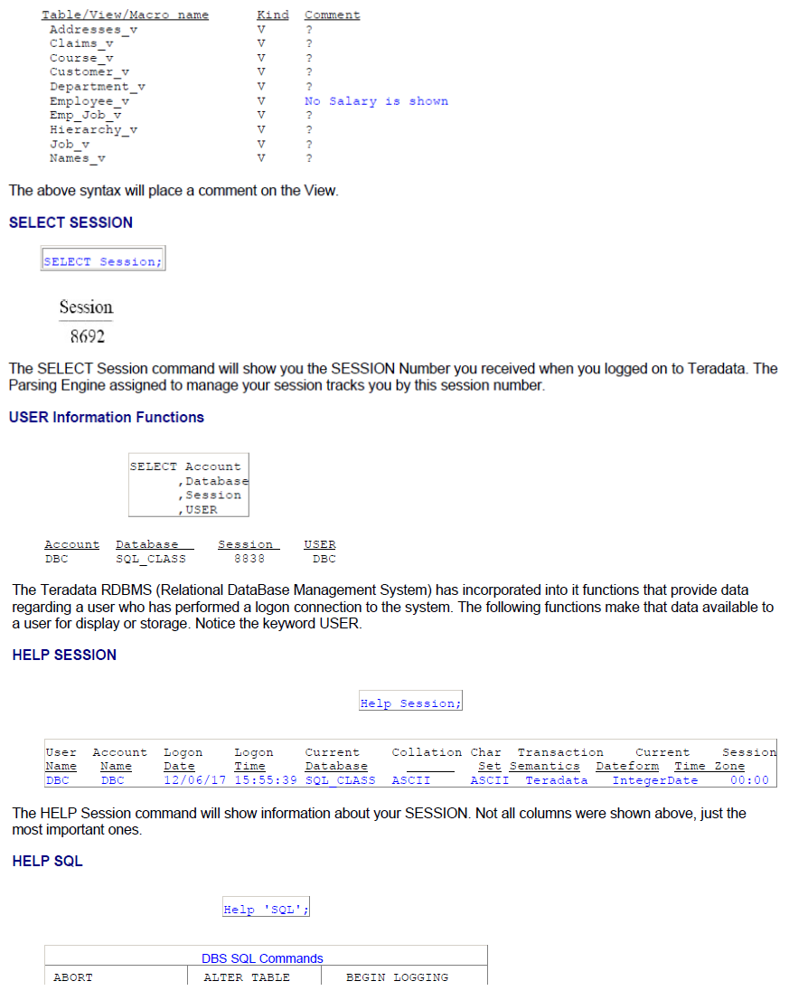 Table/View/Macro name Kind Comment
Addresses_v V ?
Claims_v V ?
Course_v V ?
Customer_v V ?
Department_v V ?
Employee_v V No Salary is shown
Emp_Job_v V ?
Hierarchy_v V ?
Job_v V ?
Names_v V ?
The above syntax will place a comment on the View.
SELECT SESSION
SELECT Session;
Session
8692
The SELECT Session command will show you the SESSION Number you received when you logged on to Teradata. The
Parsing Engine assigned to manage your session tracks you by this session number.
USER Information Functions
SELECT Account
,Database
,Session
,USER
Account Database Session USER
DBC SQL_CLASS 8838 DBC
The Teradata RDBMS (Relational DataBase Management System) has incorporated into it functions that provide data
regarding a user who has performed a logon connection to the system. The following functions make that data available to
a user for display or storage. Notice the keyword USER.
HELP SESSION
Help Session;
User Account Logon Logon Current Collation Char Transaction Current Session
Name Name Date Time Database Set Semantics Dateform Time Zone
DBC DBC 12/06/17 15:55:39 SQL_CLASS ASCII ASCII Teradata IntegerDate 00:00
The HELP Session command will show information about your SESSION. Not all columns were shown above, just the
most important ones.
HELP SQL
Help 'SQL';
DBS SQL Commands
ABORT ALTER TABLE BEGIN LOGGING